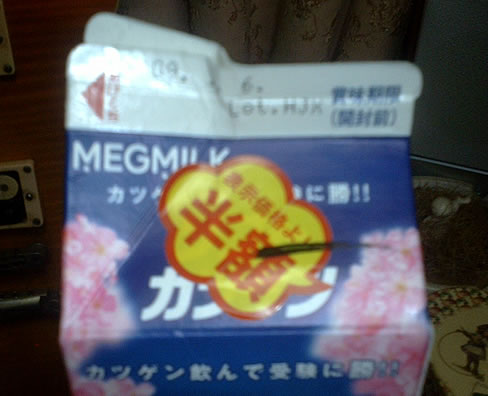 09. 6. 賞味期限
Lot.HJX (開封前)
MEGMILK
カツゲ 験に勝!!
表示価格より
半額
カツゲン
カツゲン飲んで受験に勝!!